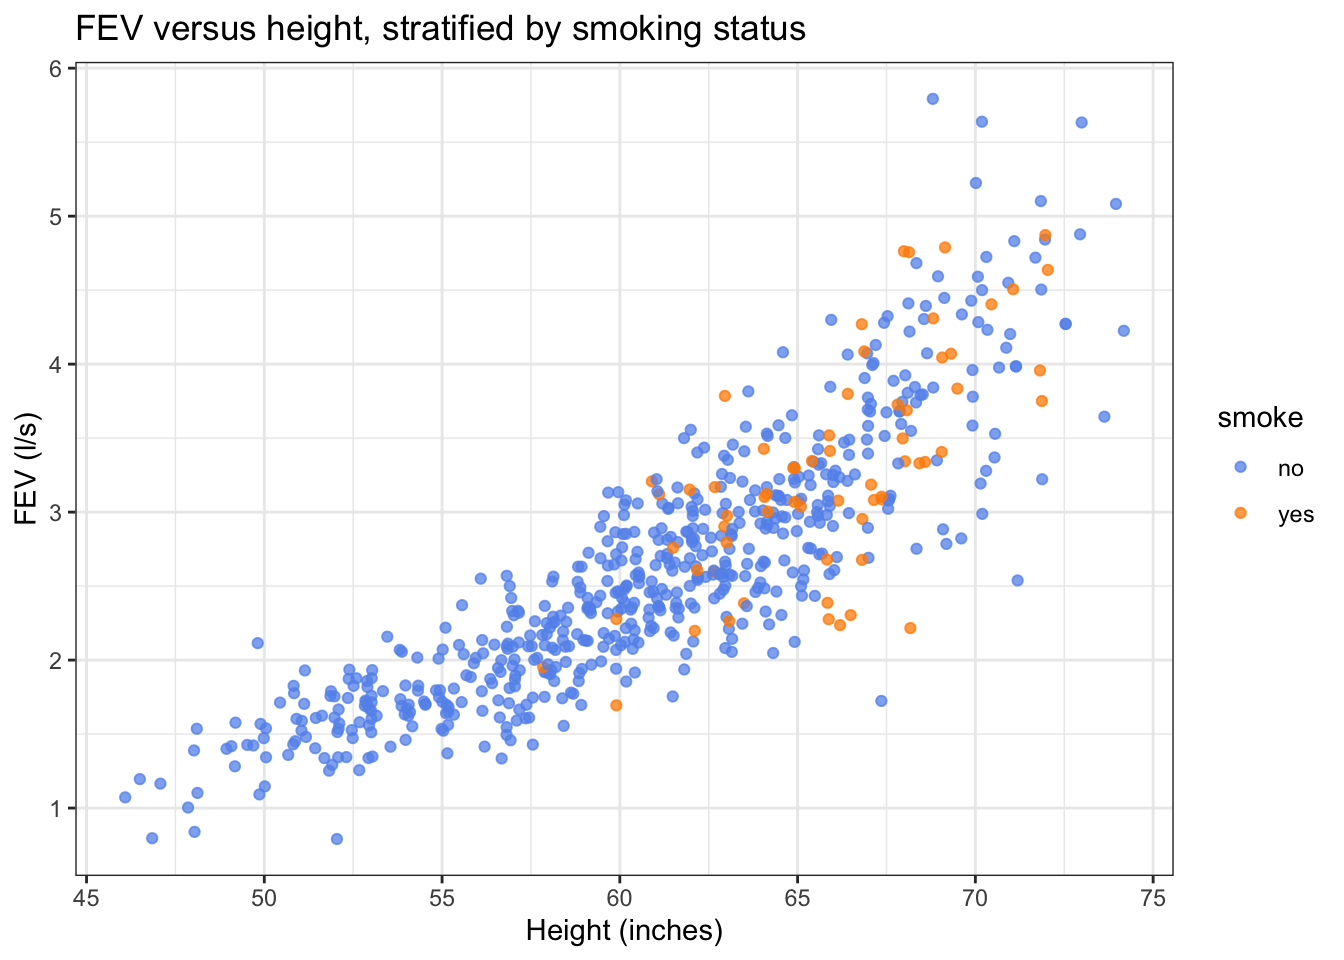 FEV versus height, stratified by smoking status
6
5
4
3
2
1
FEV (l/s)
45 50 55 60 65 70 75
Height (inches)
smoke
no
yes